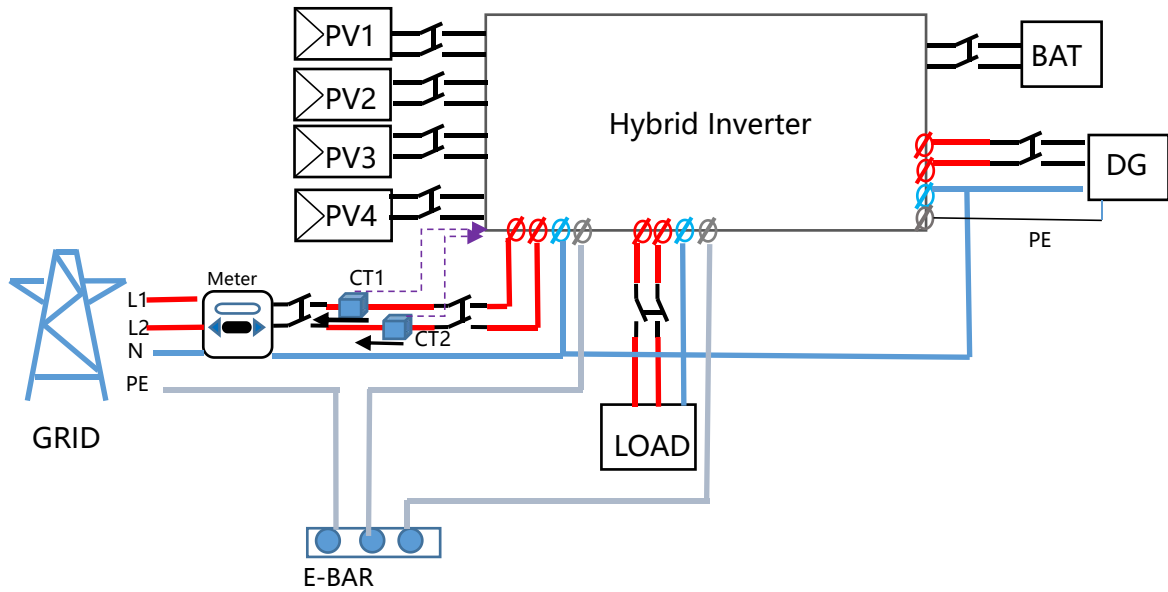 PV1
PV2
PV3
PV4
Hybrid Inverter
BAT
DG
PE
Meter
CT1
CT2
L1
L2
N
PE
GRID
LOAD
E-BAR